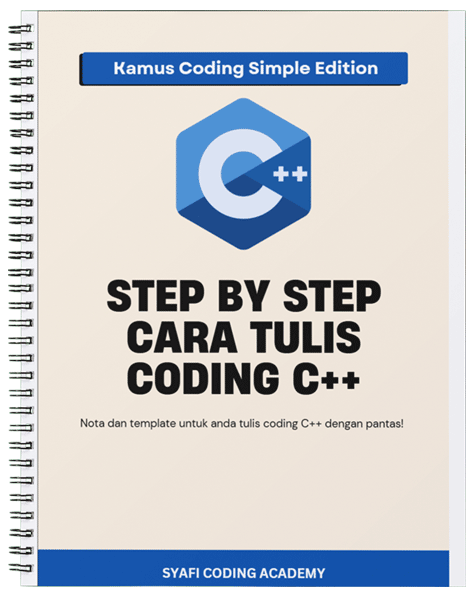 Kamus Coding Simple Edition
C++
STEP BY STEP
CARA TULIS
CODING C++
Nota dan template untuk anda tulis coding C++ dengan pantas!
SYAFI CODING ACADEMY